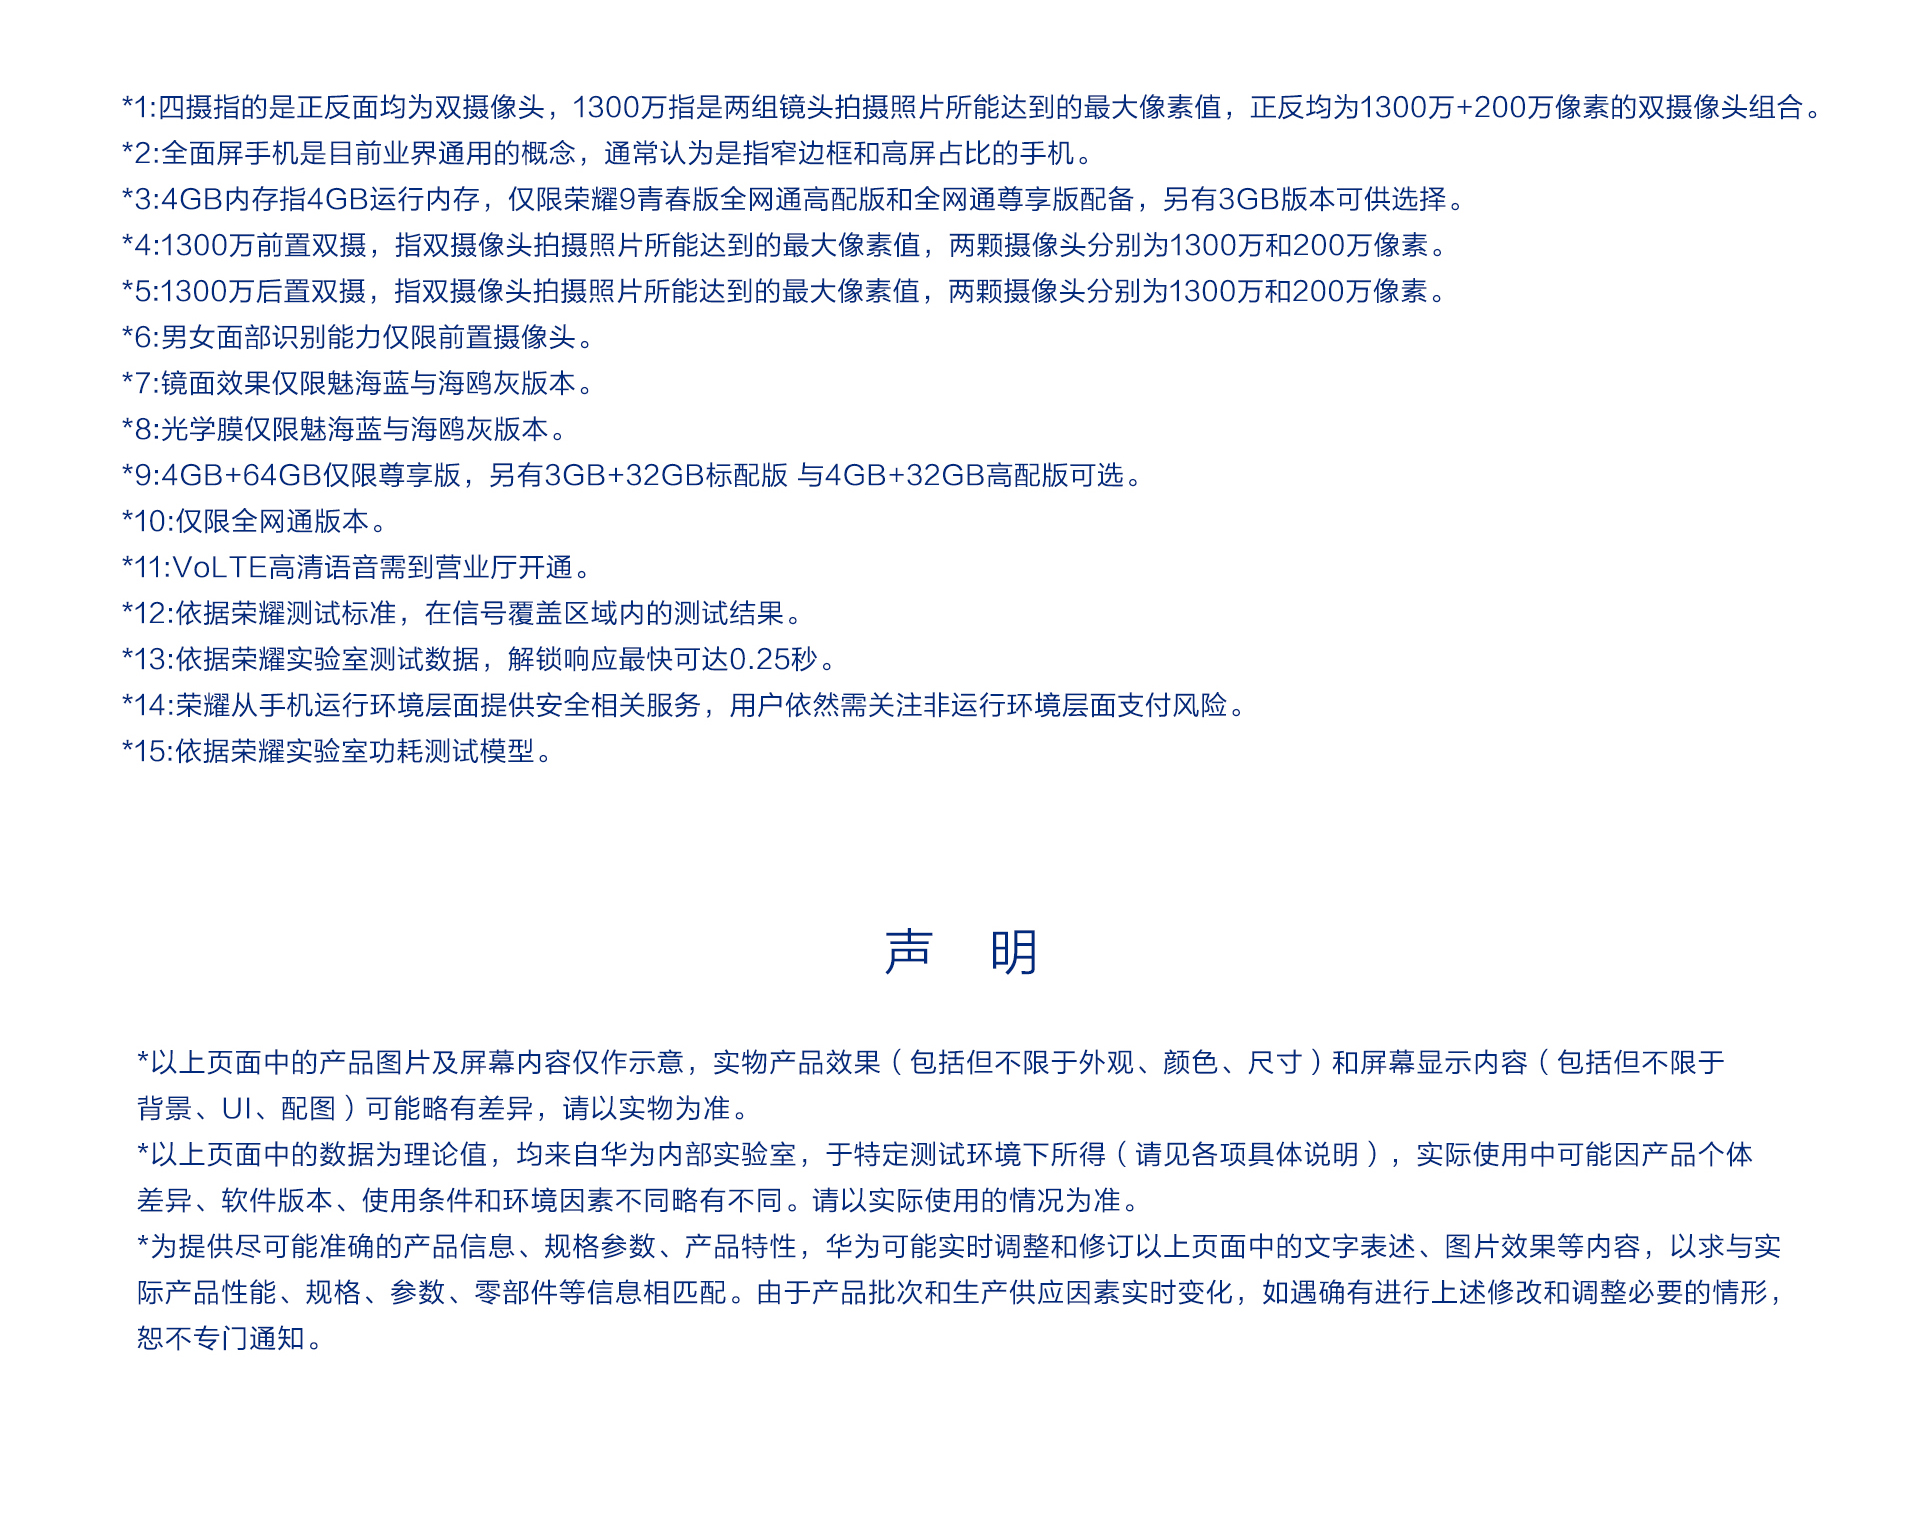 *1:四摄指的是正反面均为双摄像头，1300万指是两组镜头拍摄照片所能达到的最大像素值，正反均为1300万+200万像素的双摄像头组合。
*2:全面屏手机是目前业界通用的概念，通常认为是指窄边框和高屏占比的手机。
*3:4GB内存指4GB运行内存，仅限荣耀9青春版全网通高配版和全网通尊享版配备，另有3GB版本可供选择。
*4:1300万前置双摄，指双摄像头拍摄照片所能达到的最大像素值，两颗摄像头分别为1300万和200万像素。
*5:1300万后置双摄，指双摄像头拍摄照片所能达到的最大像素值，两颗摄像头分别为1300万和200万像素。
*6:男女面部识别能力仅限前置摄像头。
*7:镜面效果仅限魅海蓝与海鸥灰版本。
*8:光学膜仅限魅海蓝与海鸥灰版本。
*9:4GB+64GB仅限尊享版，另有3GB+32GB标配版 与4GB+32GB高配版可选。
*10:仅限全网通版本。
*11:VoLTE高清语音需到营业厅开通。
*12:依据荣耀测试标准，在信号覆盖区域内的测试结果。
*13:依据荣耀实验室测试数据，解锁响应最快可达0.25秒。
*14:荣耀从手机运行环境层面提供安全相关服务，用户依然需关注非运行环境层面支付风险。
*15:依据荣耀实验室功耗测试模型。
声 明
*以上页面中的产品图片及屏幕内容仅作示意，实物产品效果（包括但不限于外观、颜色、尺寸）和屏幕显示内容（包括但不限于
背景、UI、配图）可能略有差异，请以实物为准。
*以上页面中的数据为理论值，均来自华为内部实验室，于特定测试环境下所得（请见各项具体说明），实际使用中可能因产品个体
差异、软件版本、使用条件和环境因素不同略有不同。请以实际使用的情况为准。
*为提供尽可能准确的产品信息、规格参数、产品特性，华为可能实时调整和修订以上页面中的文字表述、图片效果等内容，以求与实
际产品性能、规格、参数、零部件等信息相匹配。由于产品批次和生产供应因素实时变化，如遇确有进行上述修改和调整必要的情形，
恕不专门通知。